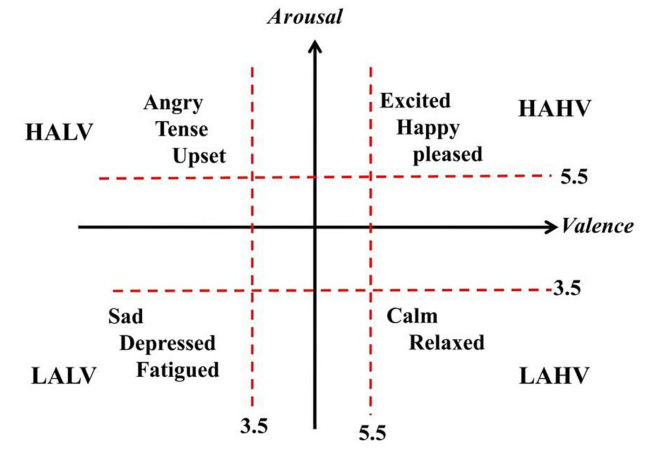 Arousal
HALV
Angry
Tense
Upset
Excited
Happy
pleased
HAHV
5.5
Valence
3.5
Sad
Depressed
Fatigued
LALV
Calm
Relaxed
LAHV
3.5
5.5